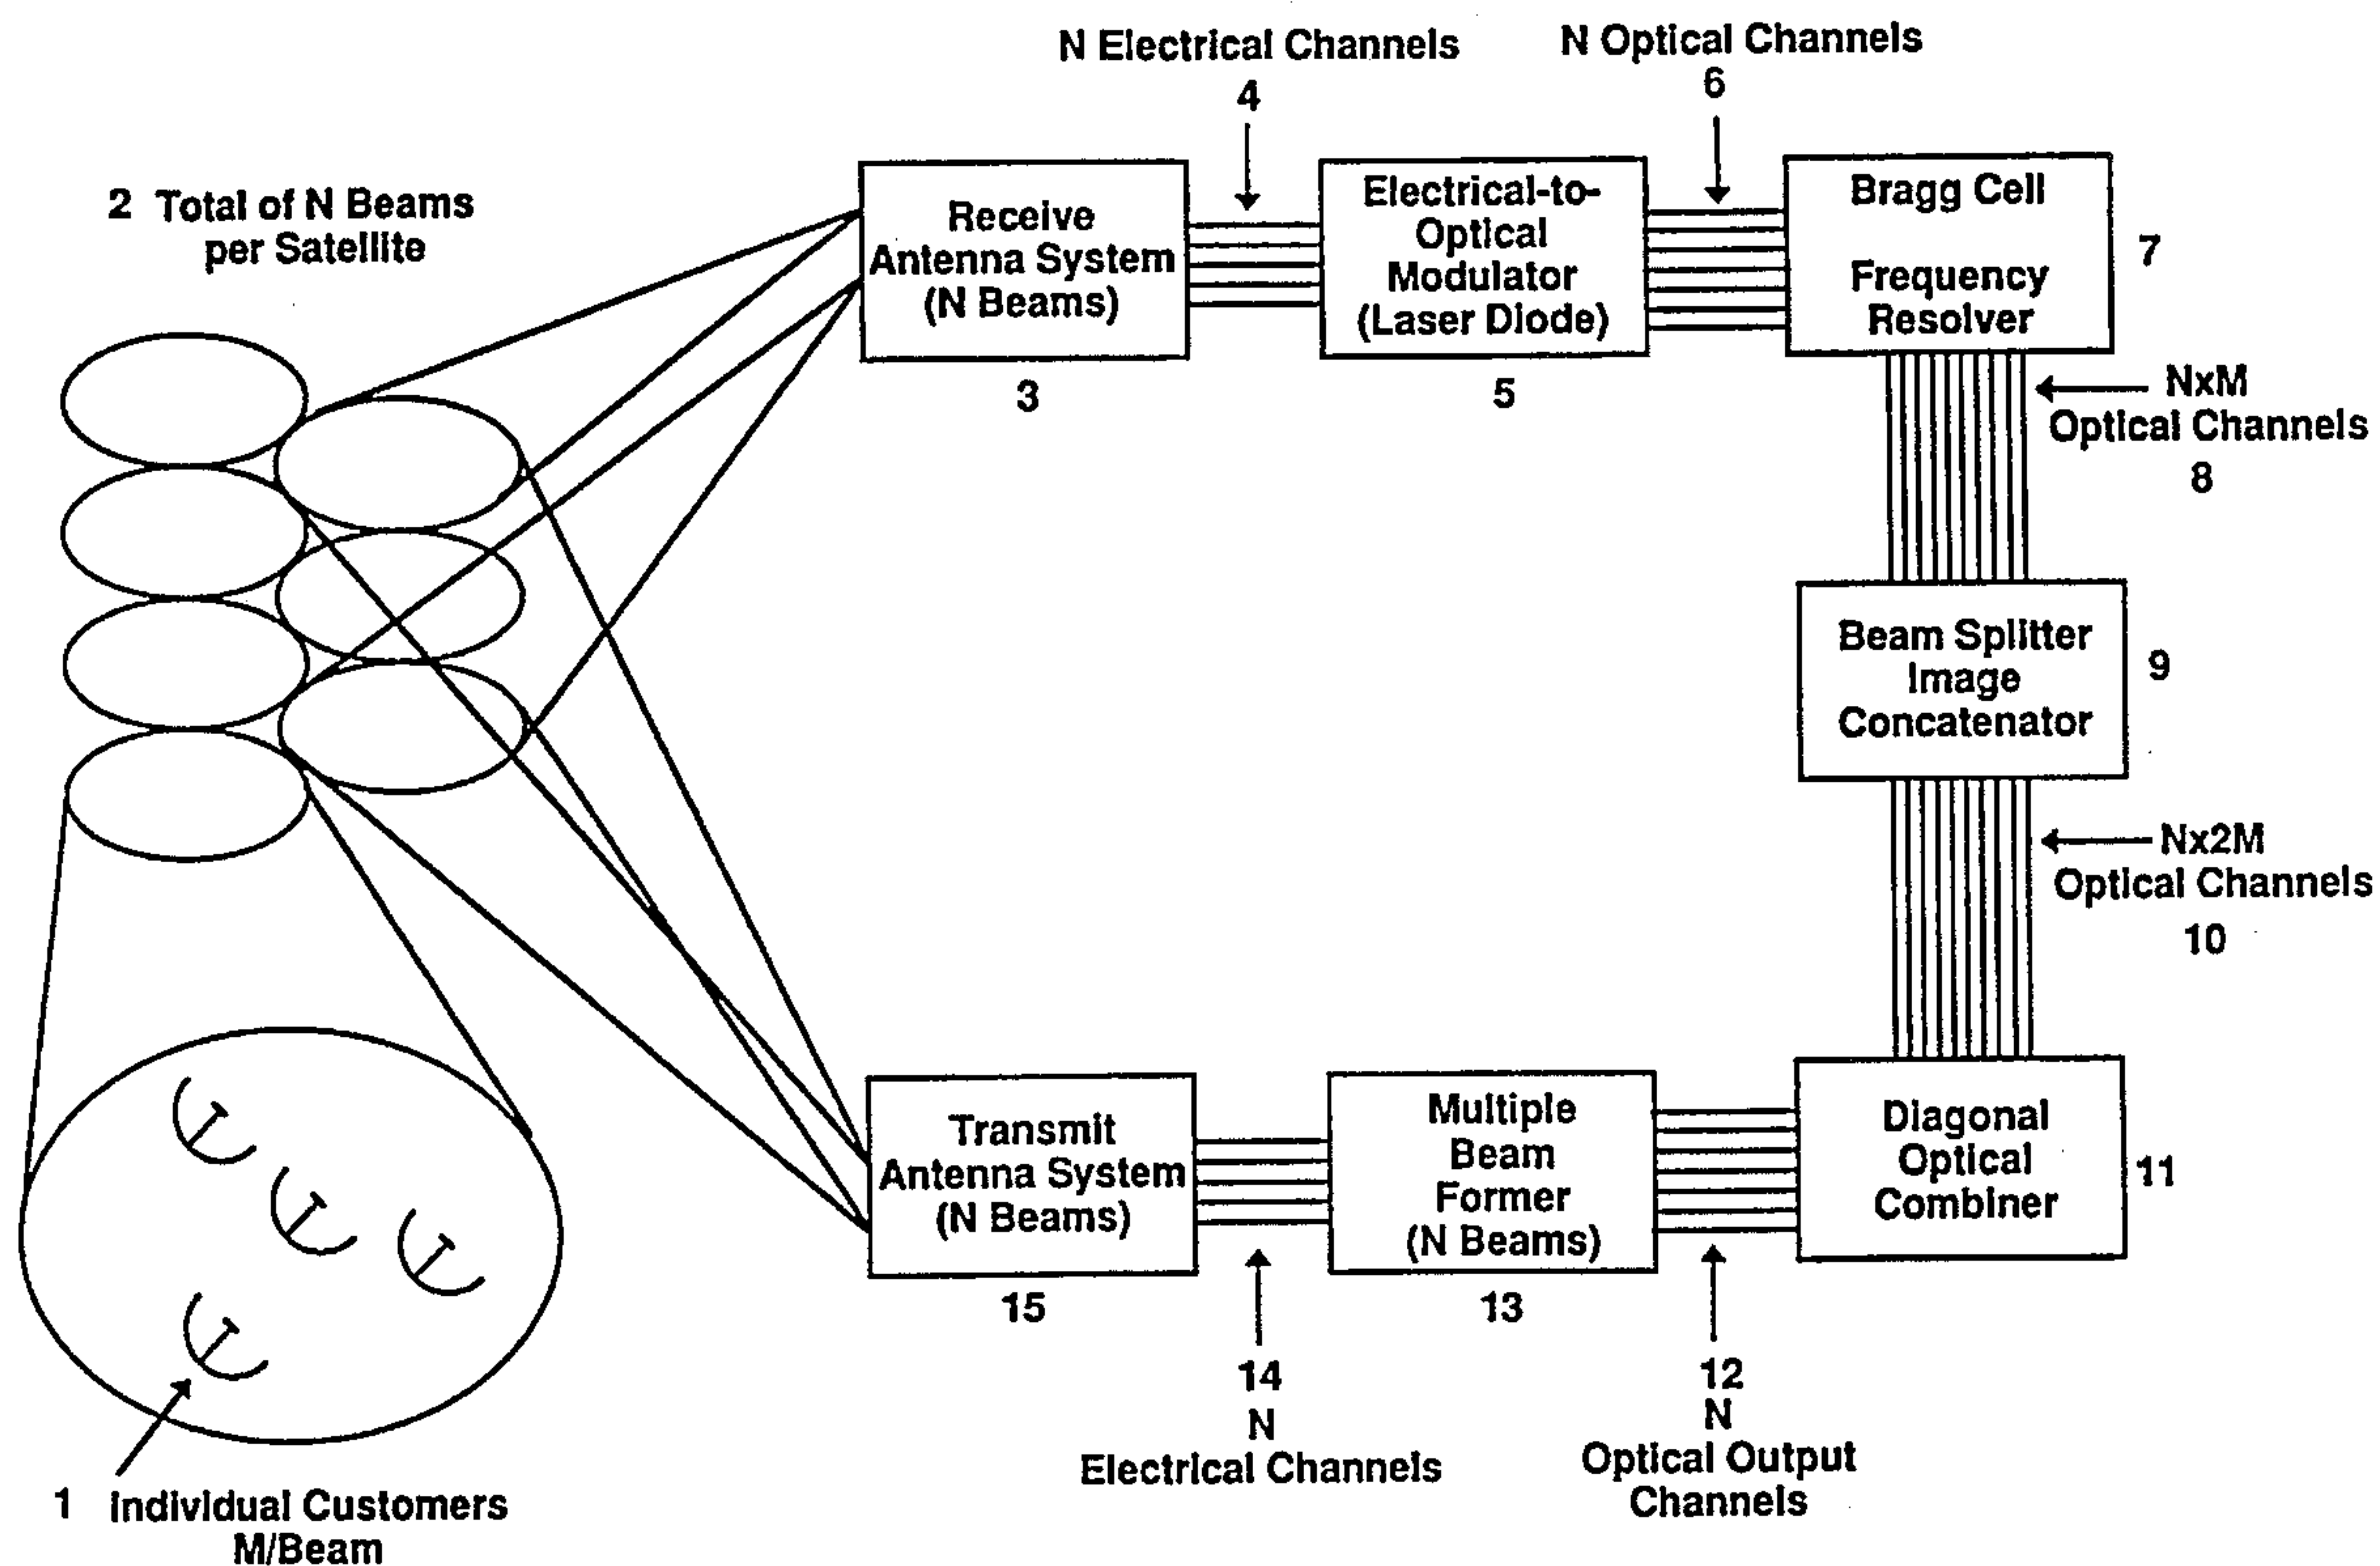 N Electrical Channels
4
N Optical Channels
6
2 Total of N Beams
per Satellite
Receive
Antenna System
(N Beams)
3
Electrical-to-
Optical
Modulator
(Laser Diode)
5
Bragg Cell
Frequency
Resolver
7
NxM
Optical Channels
8
Beam Splitter
Image
Concatenator
9
Nx2M
Optical Channels
10
Diagonal
Optical
Combiner
11
Multiple
Beam
Former
(N Beams)
13
Transmit
Antenna System
(N Beams)
15
14
N
Electrical Channels
12
N
Optical Output
Channels
1 Individual Customers
M/Beam